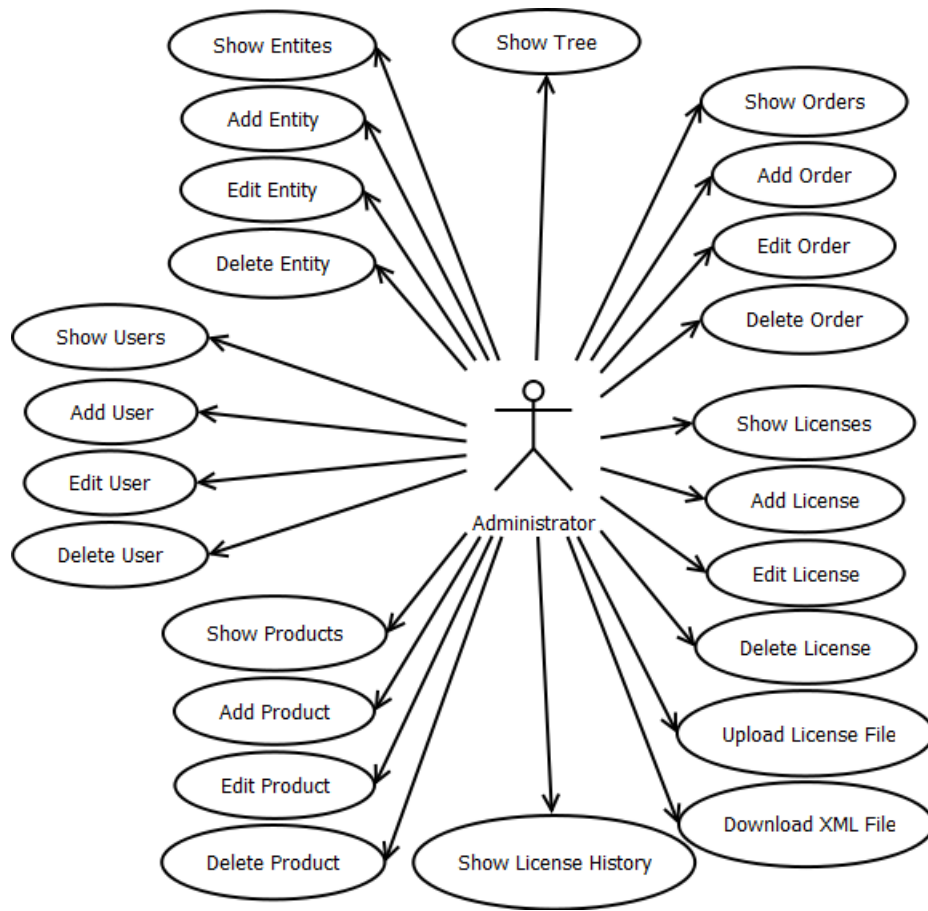 Show Entites
Show Tree
Add Entity
Edit Entity
Delete Entity
Show Orders
Add Order
Edit Order
Delete Order
Show Users
Add User
Edit User
Delete User
Administrator
Show Licenses
Add License
Edit License
Delete License
Upload License File
Download XML File
Show Products
Add Product
Edit Product
Delete Product
Show License History